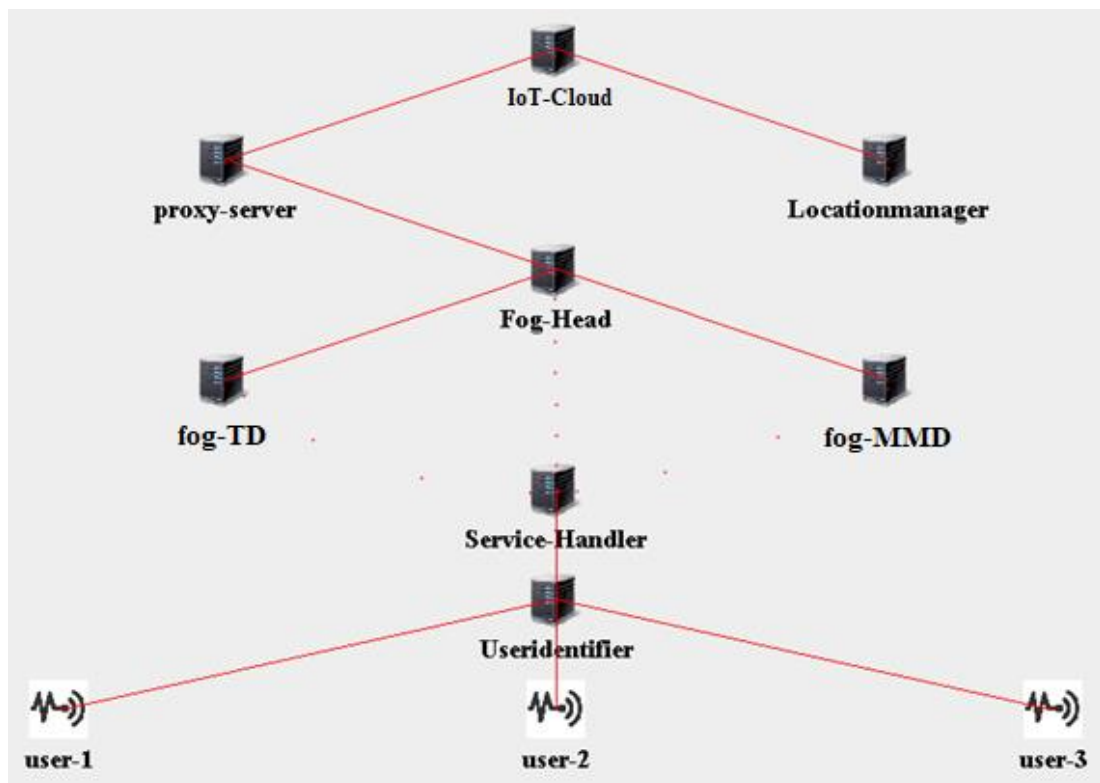 IoT-Cloud
proxy-server
Locationmanager
Fog-Head
fog-TD
fog-MMD
Service-Handler
Useridentifier
user-1
user-2
user-3